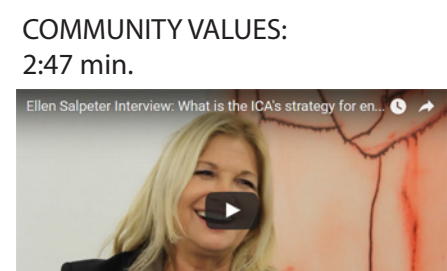 COMMUNITY VALUES:
2:47 min.
Ellen Salpeter Interview: What is the ICA's strategy for en...